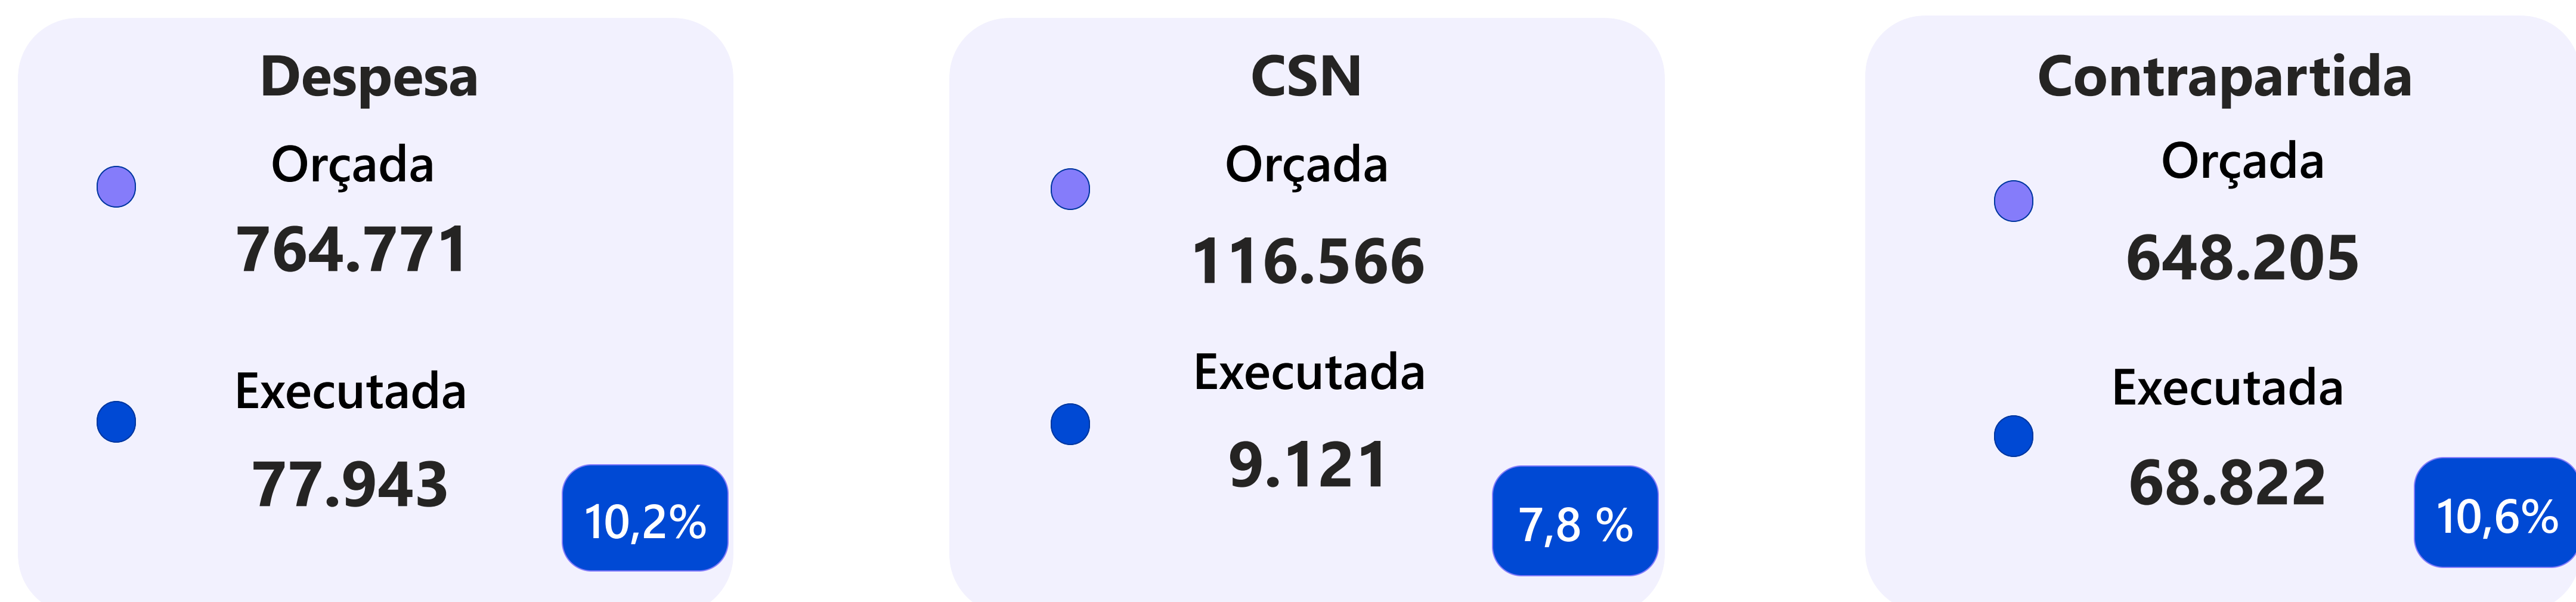 Despesa
Orçada
764.771
Executada
77.943
10,2%
CSN
Orçada
116.566
Executada
9.121
7,8 %
Contrapartida
Orçada
648.205
Executada
68.822
10,6%